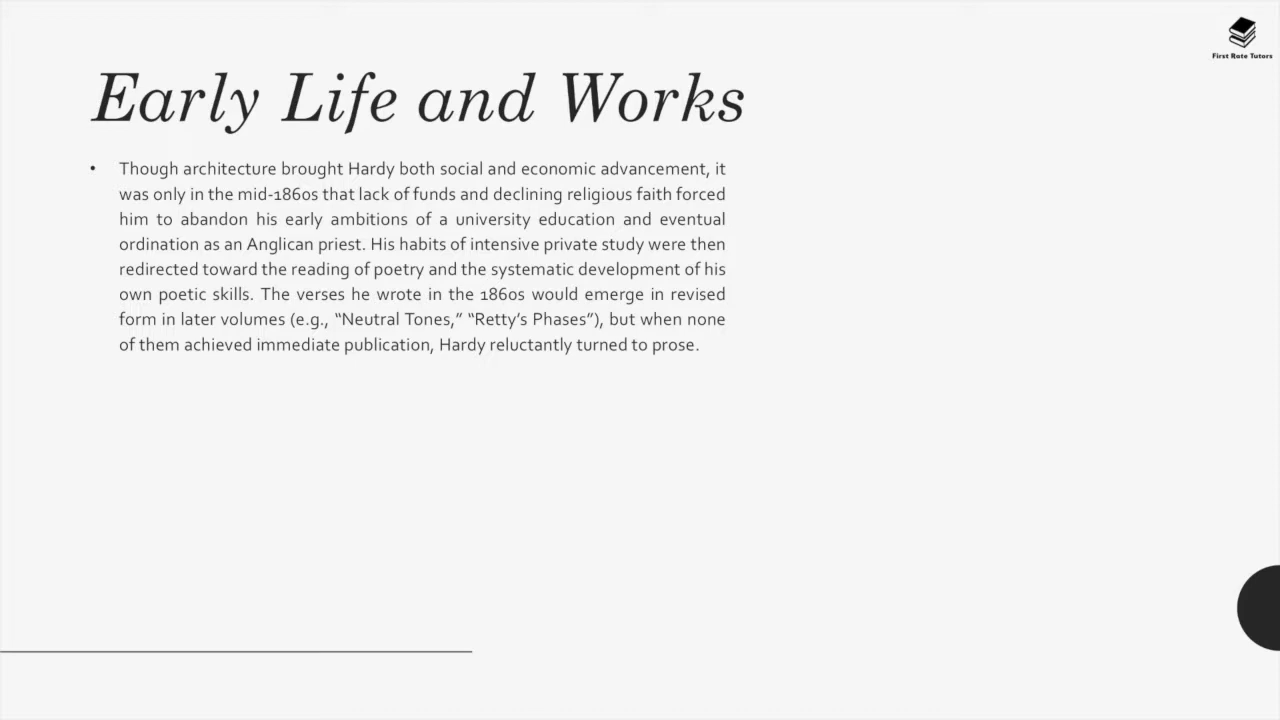 First Rate Tutors
Early Life and Works
• Though architecture brought Hardy both social and economic advancement, it
was only in the mid-1860s that lack of funds and declining religious faith forced
him to abandon his early ambitions of a university education and eventual
ordination as an Anglican priest. His habits of intensive private study were then
redirected toward the reading of poetry and the systematic development of his
own poetic skills. The verses he wrote in the 1860s would emerge in revised
form in later volumes (e.g., “Neutral Tones,” “Retty’s Phases”), but when none
of them achieved immediate publication, Hardy reluctantly turned to prose.